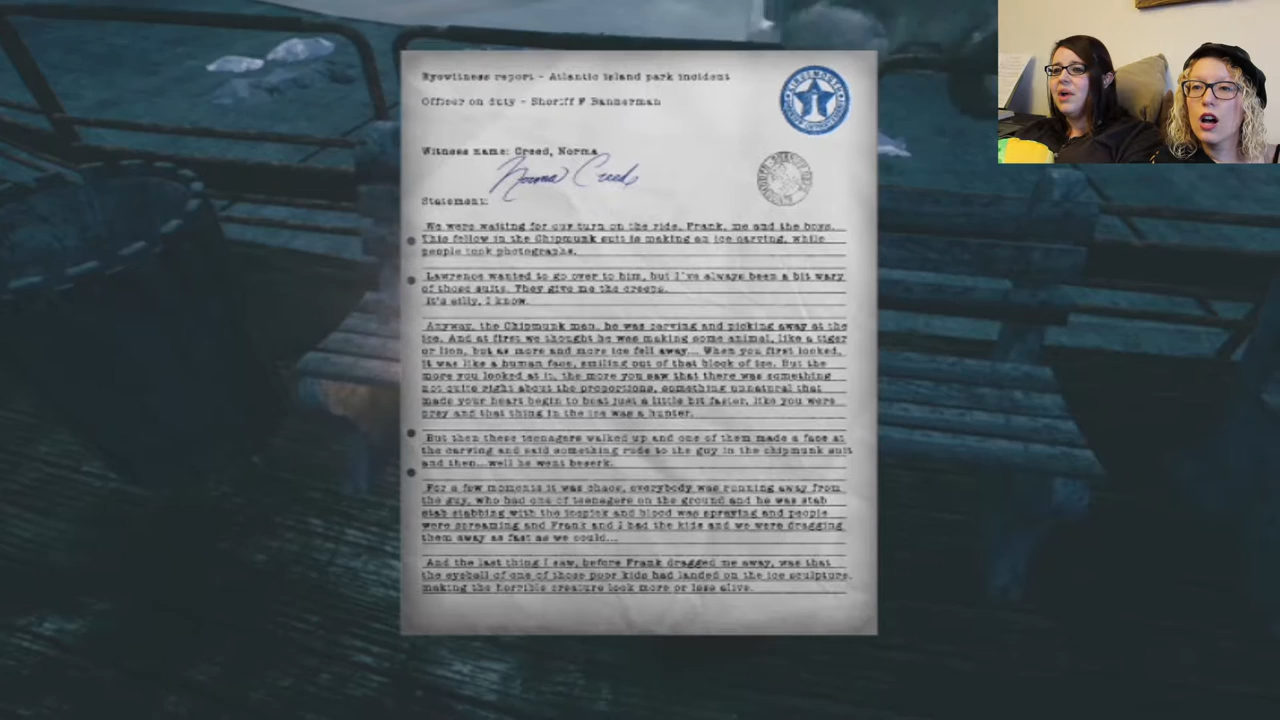 Eyewitness report - Atlantic island park incident
Officer on duty - Sheriff F Bannerman
Witness name: Creed, Norma
Norma Creed
Statement:
We were waiting for our turn on the ride, Frank, me and the boys.
This fellow in the Chipmunk suit is making an ice carving, while
people took photographs.
Lawrence wanted to go over to him, but I've always been a bit wary
of those suits. They give me the creeps.
It's silly, I know.
Anyway, the Chipmunk man, he was carving and picking away at the
ice. And at first we thought he was making some animal, like a tiger
or lion, but as more and more ice fell away... When you first looked,
it was like a human face, smiling out of that block of ice. But the
more you looked at it, the more you saw that there was something
not quite right about the proportions, something unnatural that
made your heart begin to beat just a little bit faster, like you were
prey and that thing in the ice was a hunter.
But then these teenagers walked up and one of them made a face at
the carving and said something rude to the guy in the chipmunk suit
and then...well he went beserk.
For a few moments it was chaos, everybody was running away from
the guy, who had one of teenagers on the ground and he was stab
stab stabbing with the icepick and blood was spraying and people
were screaming and Frank and I had the kids and we were dragging
them away as fast as we could...
And the last thing I saw, before Frank dragged me away, was that
the eyeball of one of those poor kids had landed on the ice sculpture,
making the horrible creature look more or less alive.